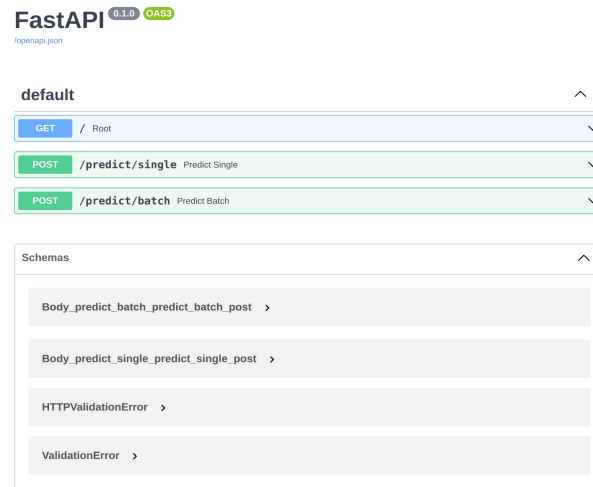 FastAPI 0.1.0 OAS3
/openapi.json
default
GET / Root
POST /predict/single Predict Single
POST /predict/batch Predict Batch
Schemas
Body_predict_batch_predict_batch_post
Body_predict_single_predict_single_post
HTTPValidationError
ValidationError